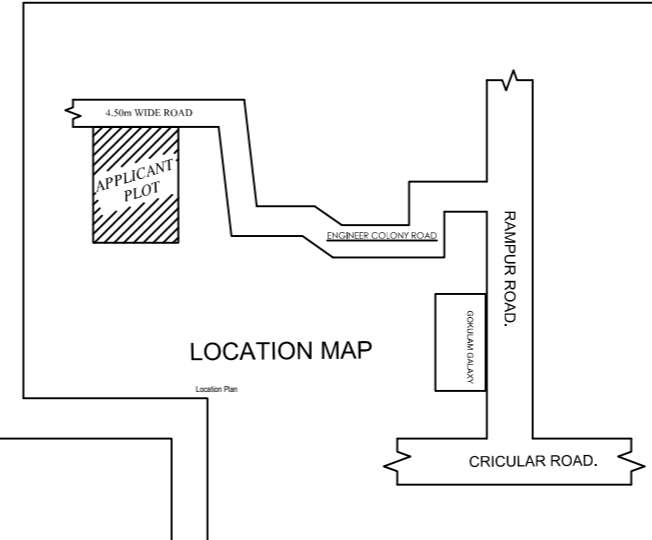 4.50m WIDE ROAD
APPLICANT
PLOT
ENGINEER COLONY ROAD
RAMPUR ROAD.
GOKULAM GALAXY
LOCATION MAP
Location Plan
CRICULAR ROAD.